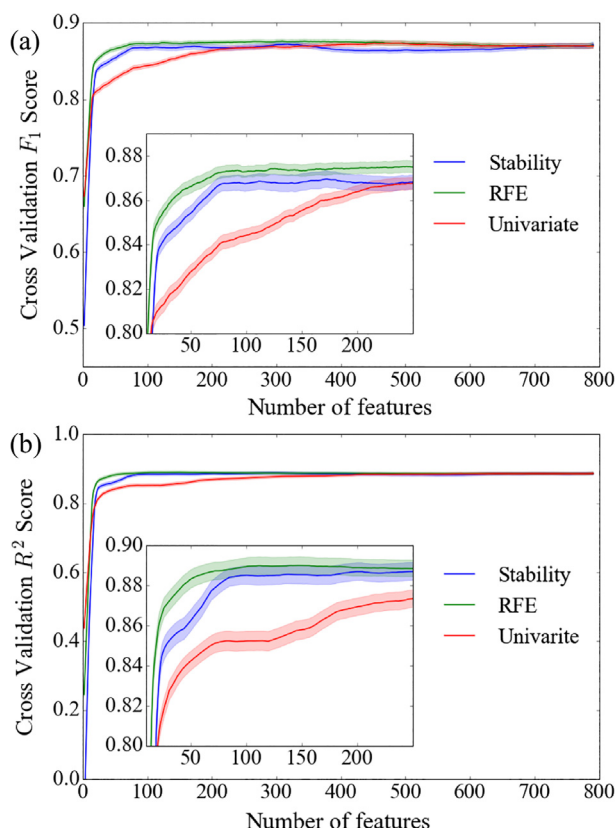 (a)
0.9
0.8
0.7
0.6
0.5
Cross Validation F1 Score
0.88
0.86
0.84
0.82
0.80
50 100 150 200
Stability
RFE
Univariate
0 100 200 300 400 500 600 700 800
Number of features
(b)
1.0
0.8
0.6
0.4
0.2
0.0
Cross Validation R² Score
0.90
0.88
0.86
0.84
0.82
0.80
50 100 150 200
Stability
RFE
Univarite
0 100 200 300 400 500 600 700 800
Number of features